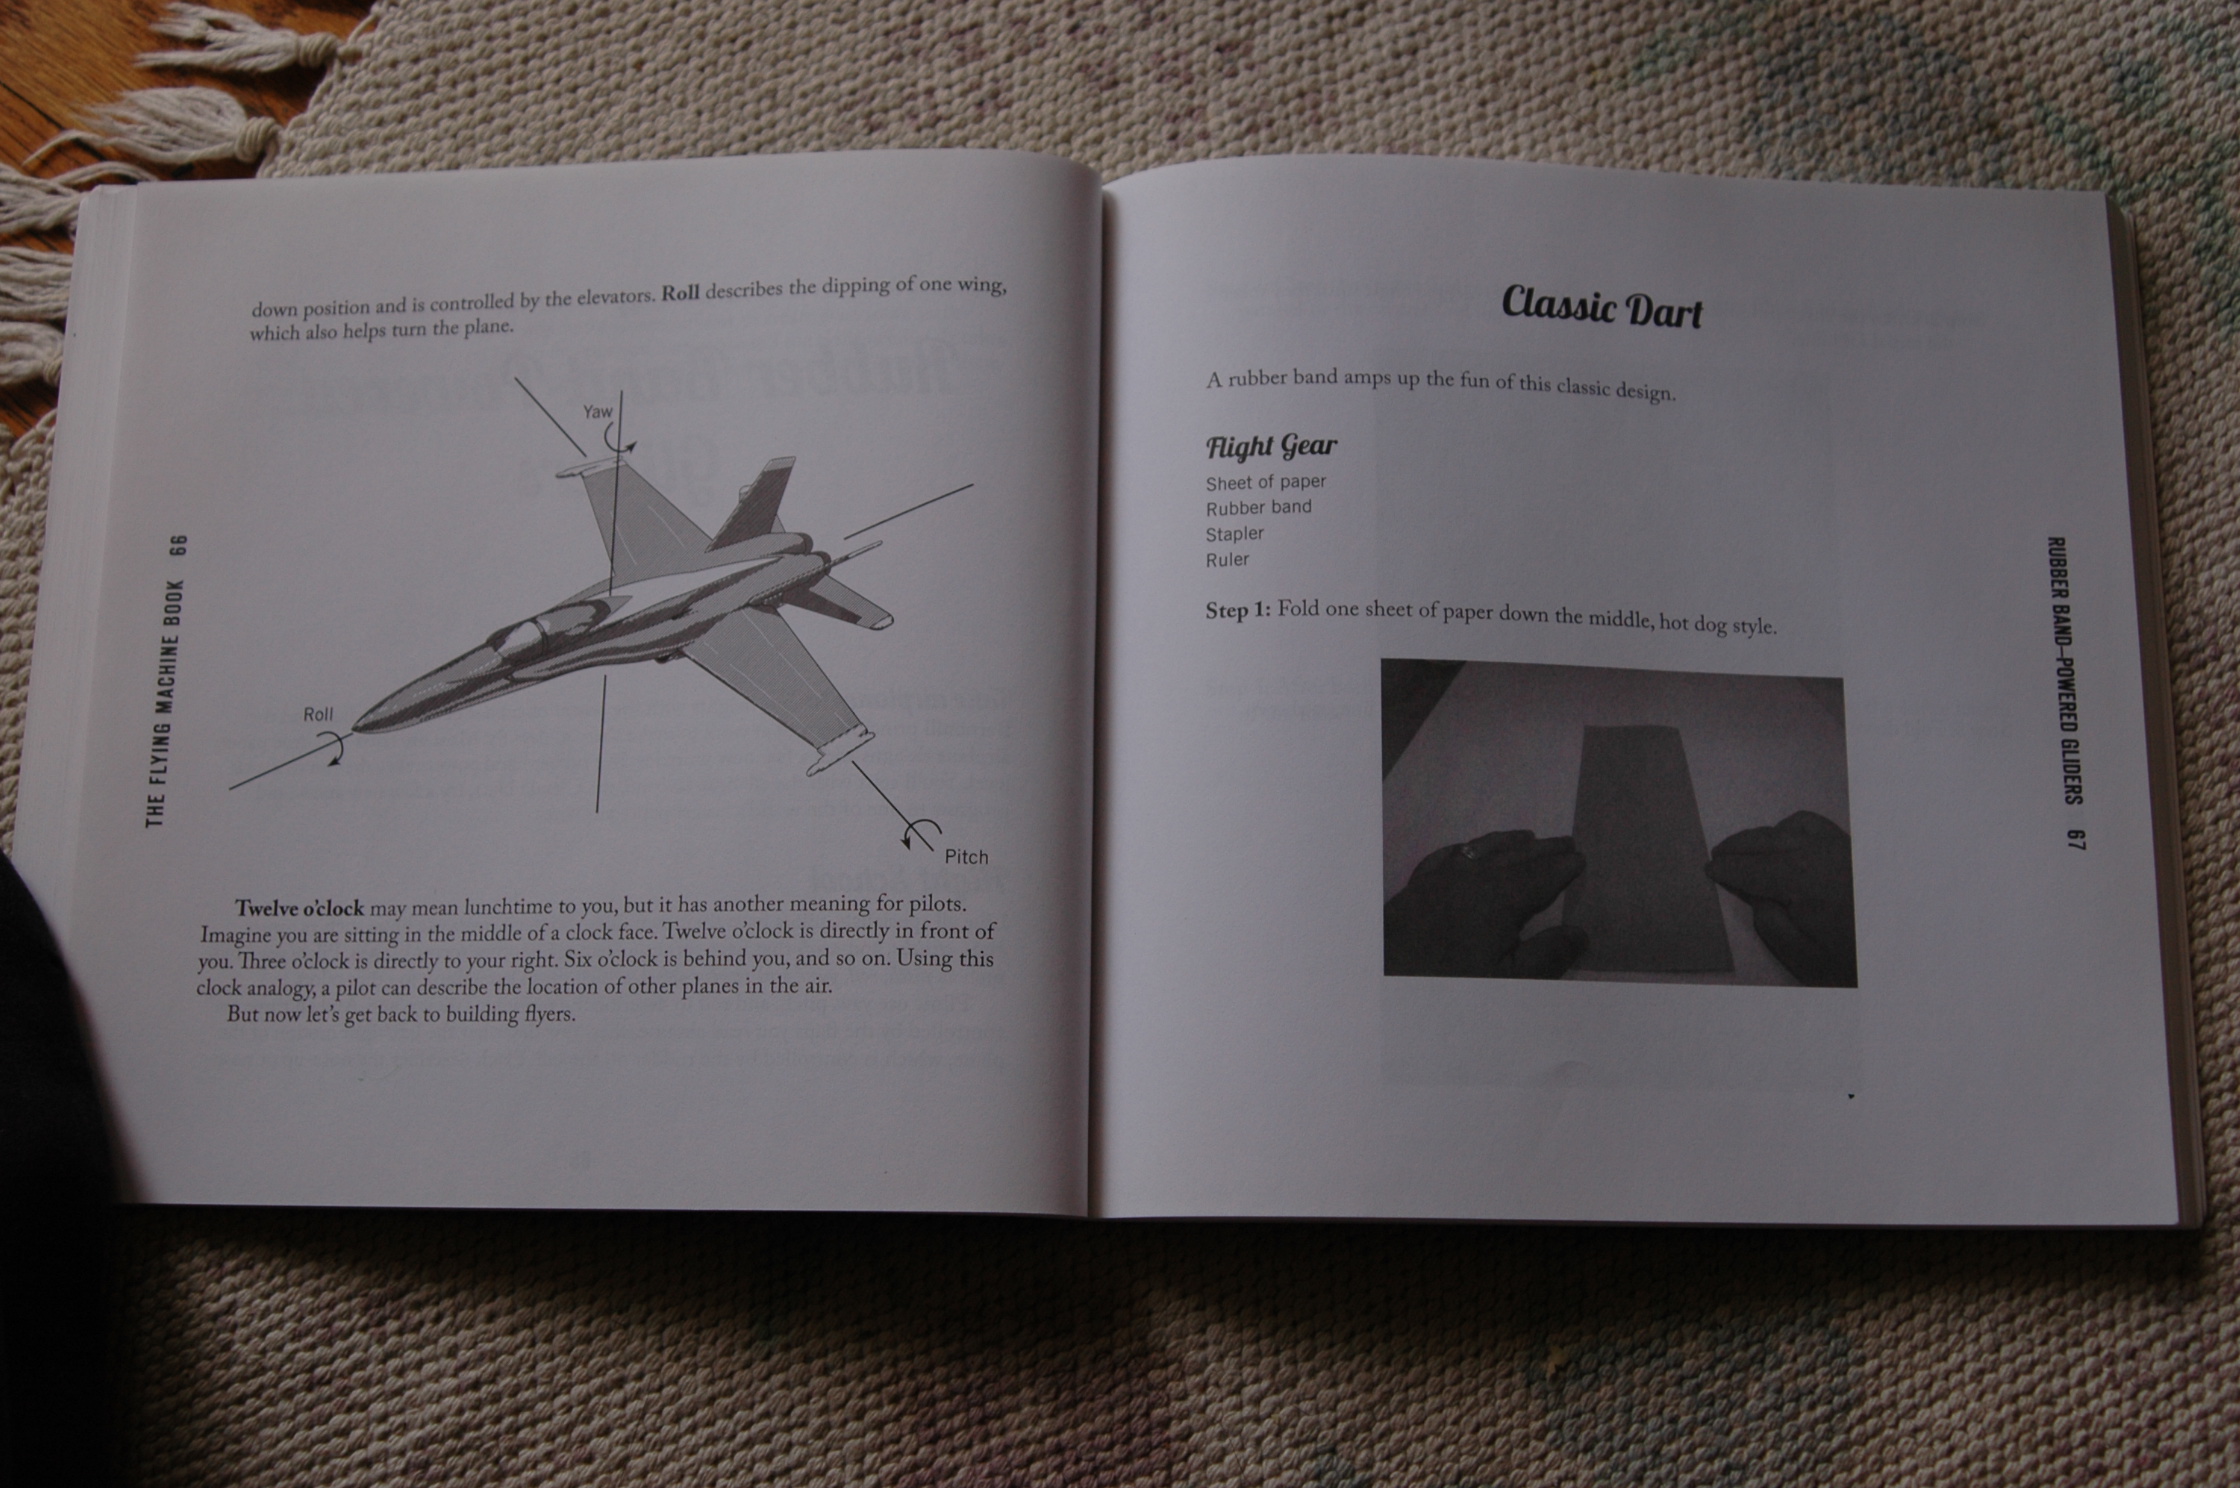 down position and is controlled by the elevators. Roll describes the dipping of one wing,
which also helps turn the plane.
Yaw
Roll
Pitch
Twelve o'clock may mean lunchtime to you, but it has another meaning for pilots.
Imagine you are sitting in the middle of a clock face. Twelve o'clock is directly in front of
you. Three o'clock is directly to your right. Six o'clock is behind you, and so on. Using this
clock analogy, a pilot can describe the location of other planes in the air.
But now let's get back to building flyers.
THE FLYING MACHINE BOOK 66
Classic Dart
A rubber band amps up the fun of this classic design.
Flight Gear
Sheet of paper
Rubber band
Stapler
Ruler
Step 1: Fold one sheet of paper down the middle, hot dog style.
RUBBER BAND–POWERED GLIDERS 67